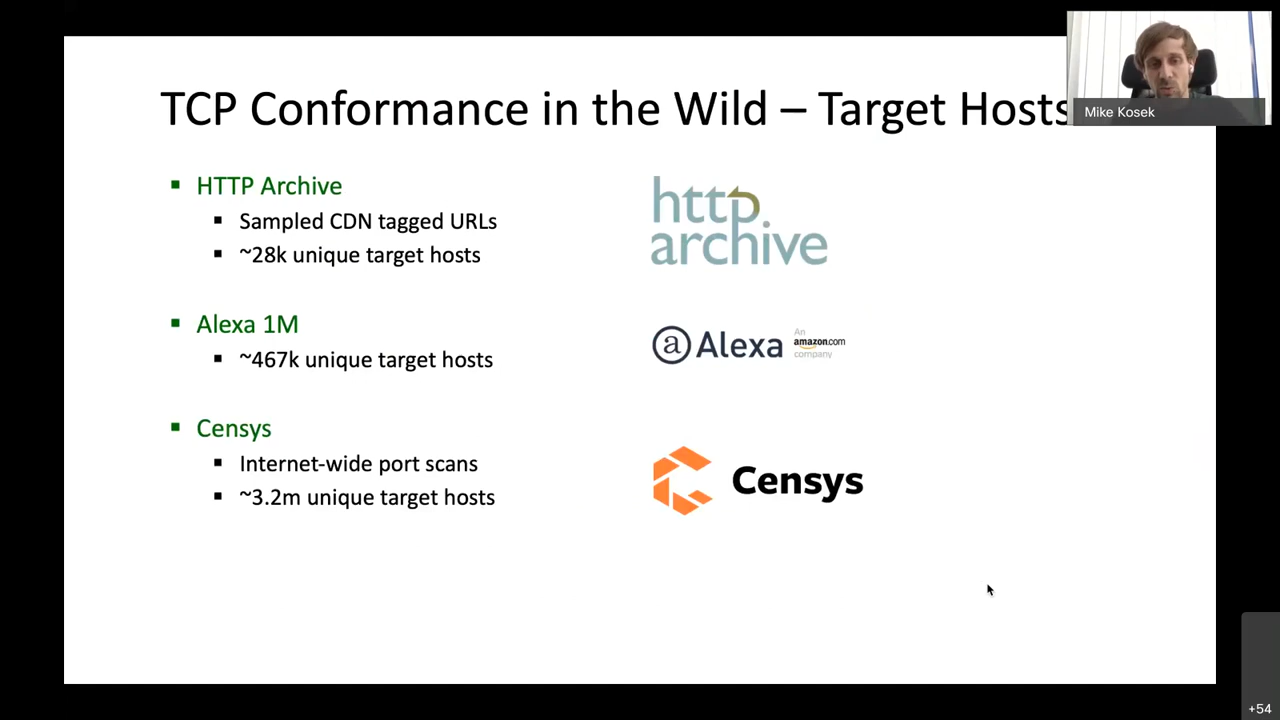 TCP Conformance in the Wild – Target Hosts
Mike Kosek
HTTP Archive
Sampled CDN tagged URLs
~28k unique target hosts
http
archive
Alexa 1M
~467k unique target hosts
a Alexa
An
amazon.com
company
Censys
Internet-wide port scans
~3.2m unique target hosts
Censys
+54